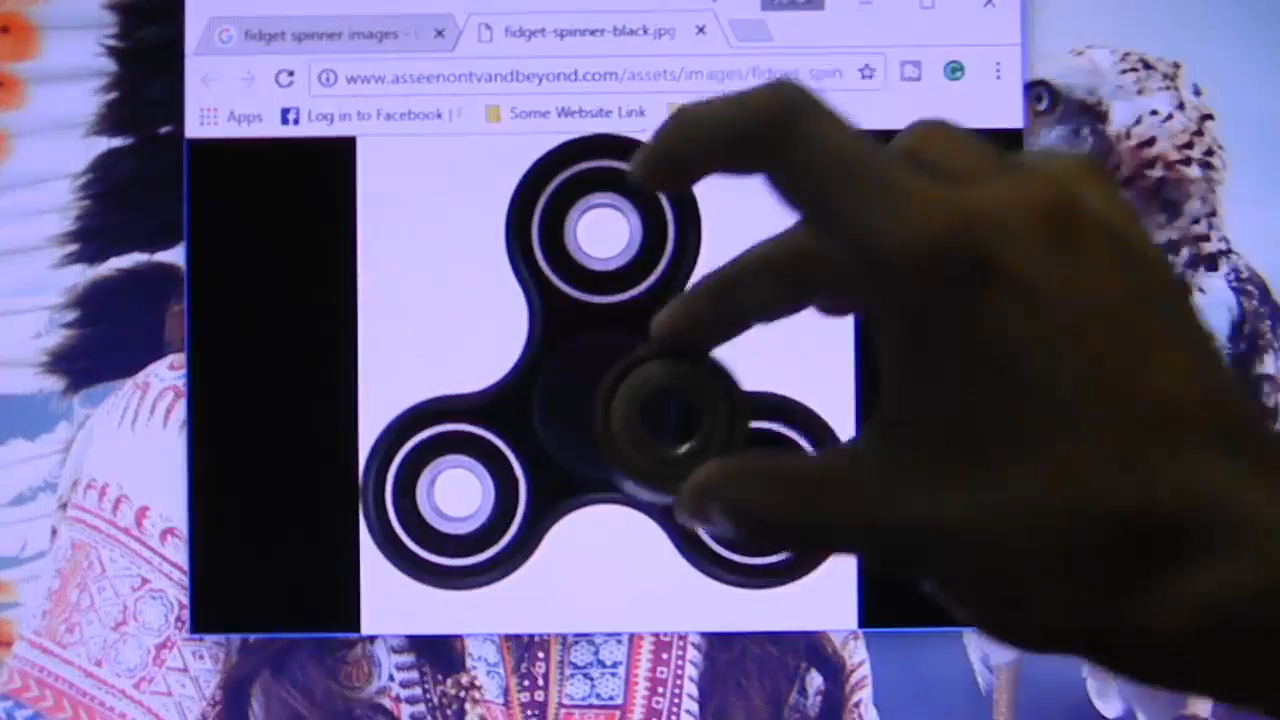 fidget spinner images -
fidget-spinner-black.jpg
www.asseenontvandbeyond.com/assets/images/fidget_spin
Apps
Log in to Facebook |
Some Website Link